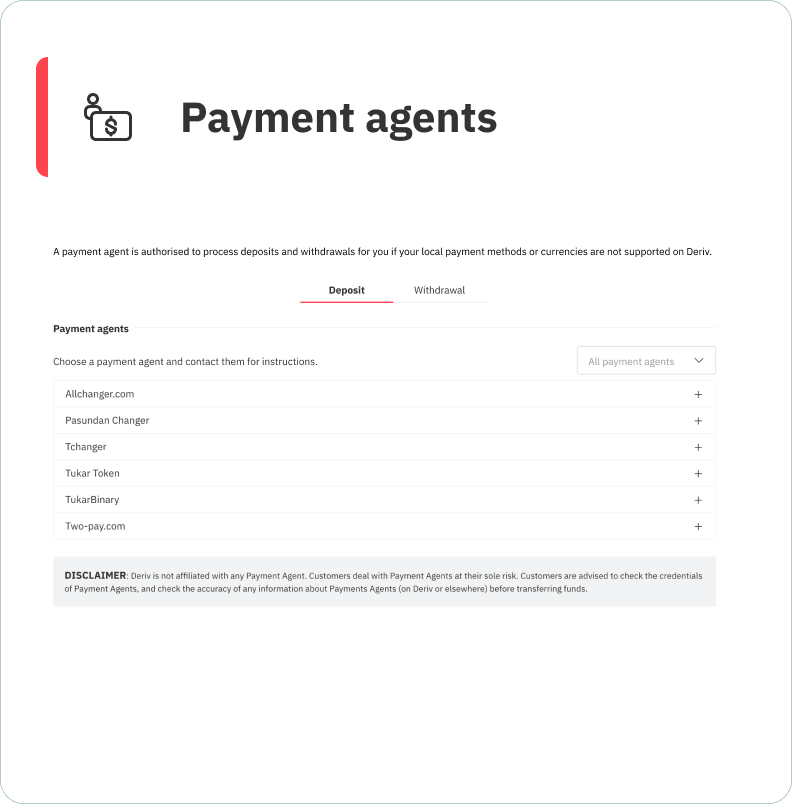 Payment agents
A payment agent is authorised to process deposits and withdrawals for you if your local payment methods or currencies are not supported on Deriv.
Deposit Withdrawal
Payment agents
Choose a payment agent and contact them for instructions. All payment agents
Allchanger.com +
Pasundan Changer +
Tchanger +
Tukar Token +
TukarBinary +
Two-pay.com +
DISCLAIMER: Deriv is not affiliated with any Payment Agent. Customers deal with Payment Agents at their sole risk. Customers are advised to check the credentials
of Payment Agents, and check the accuracy of any information about Payments Agents (on Deriv or elsewhere) before transferring funds.